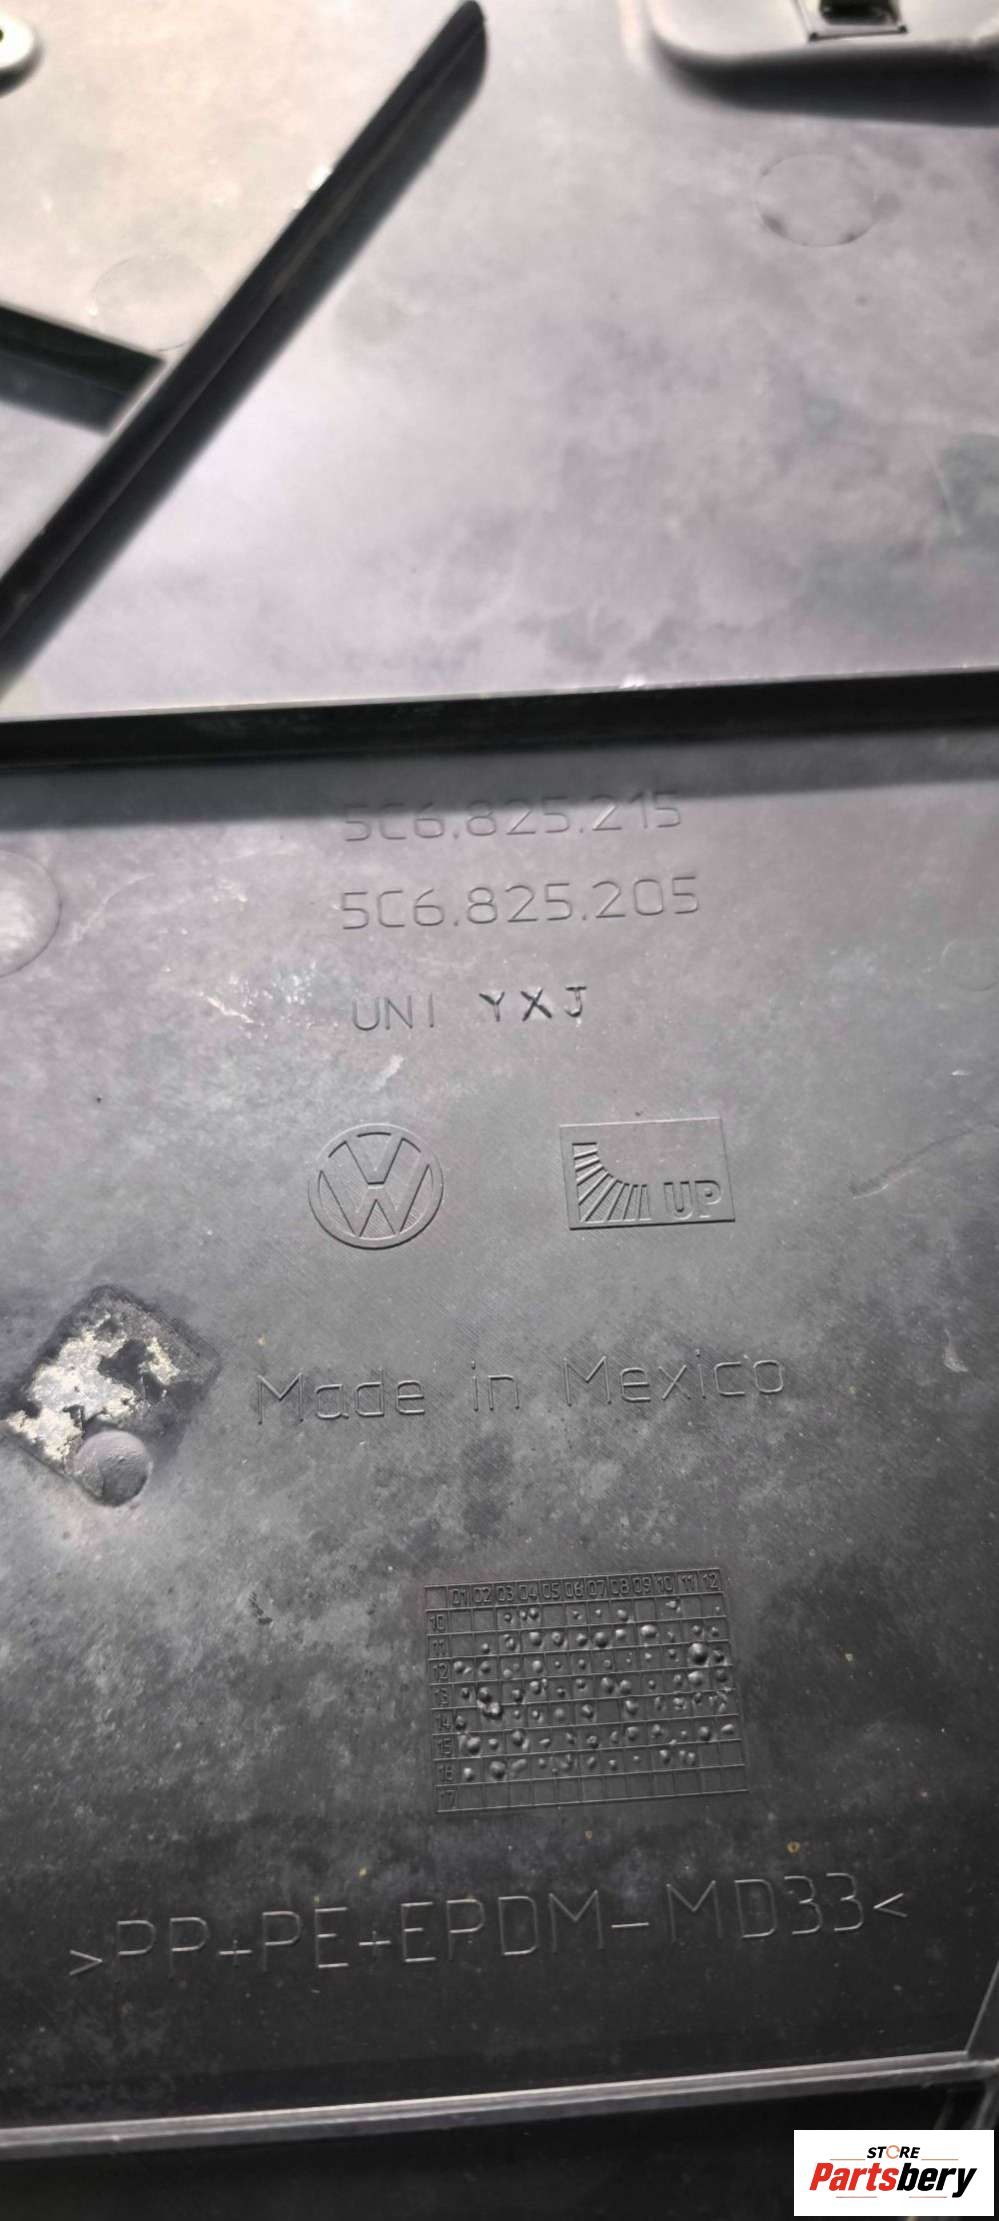 5C6.825.215
5C6.825.205
UNI YXJ
VW
UP
Made in Mexico
01 02 03 04 05 06 07 08 09 10 11 12
10
11
12
13
14
15
16
17
>PP+PE+EPDM-MD33<
STORE
Partsbery